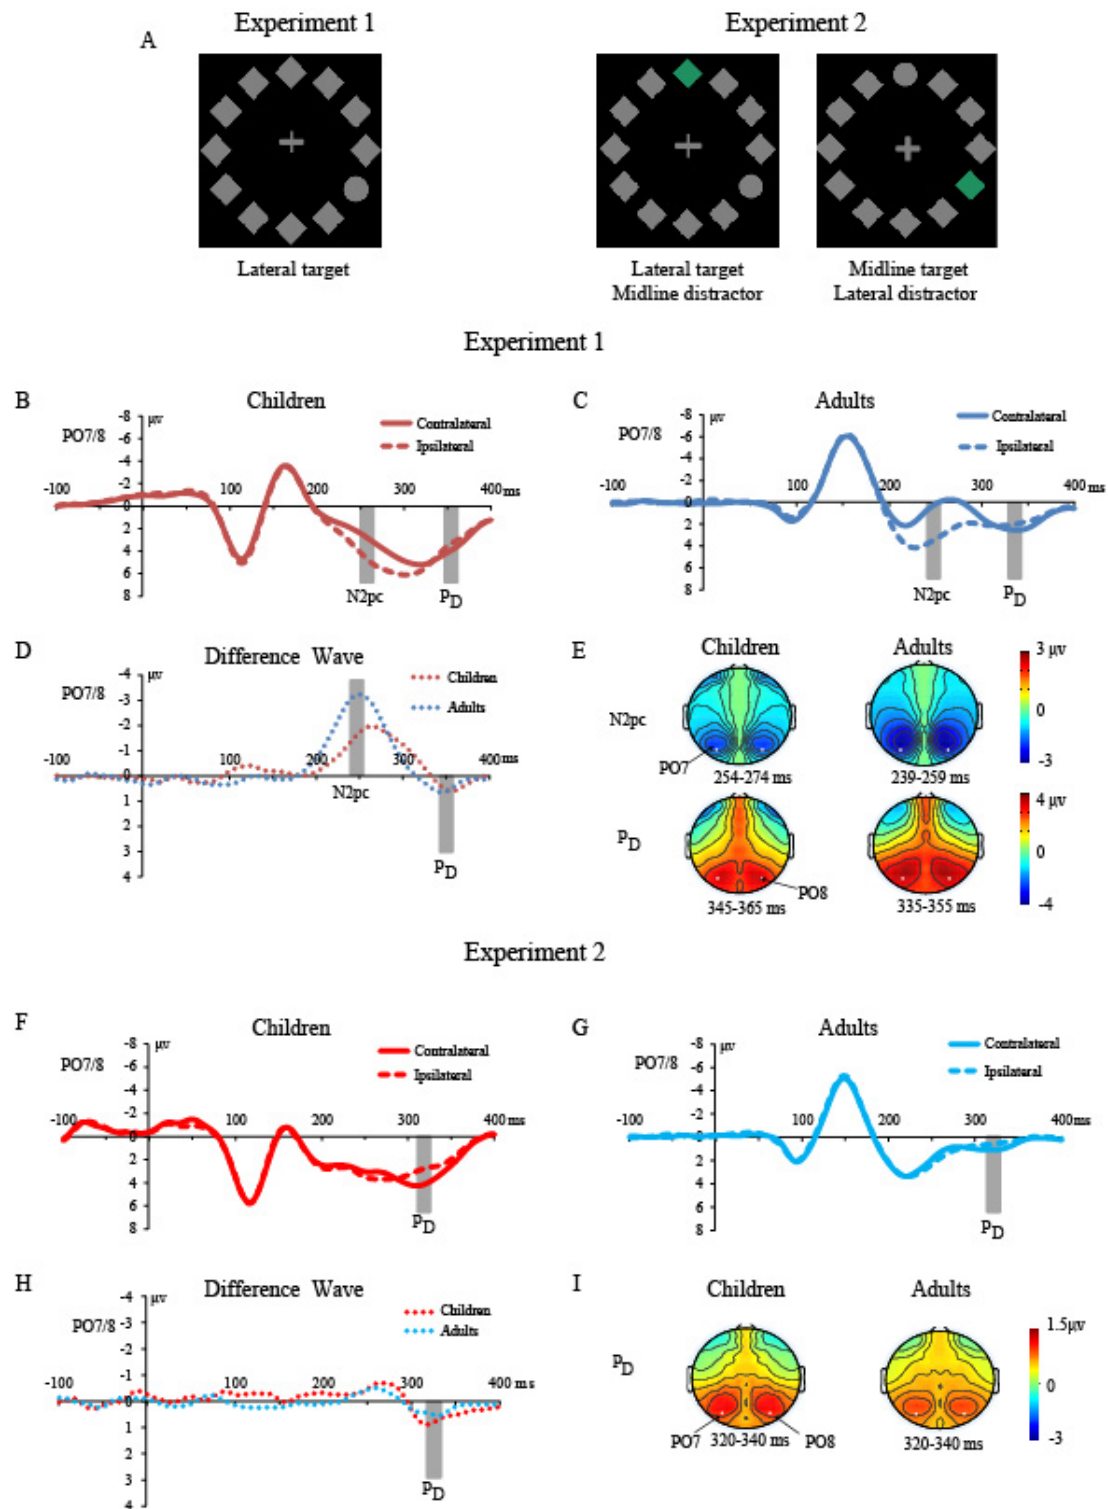 Experiment 1
Experiment 2
A
Lateral target
Lateral target
Midline distractor
Midline target
Lateral distractor
Experiment 1
B
Children
-8
μv
PO7/8
-6
-4
-2
0
2
4
6
8
-100
100
200
300
400 ms
Contralateral
Ipsilateral
N2pc
PD
C
Adults
-8
μv
PO7/8
-6
-4
-2
0
2
4
6
8
-100
100
200
300
400 ms
Contralateral
Ipsilateral
N2pc
PD
D
Difference Wave
-4
μv
PO7/8
-3
-2
-1
0
1
2
3
4
-100
100
200
300
400 ms
Children
Adults
N2pc
PD
E
Children
Adults
N2pc
PO7
254-274 ms
239-259 ms
3 μv
0
-3
PD
PO8
345-365 ms
335-355 ms
4 μv
0
-4
Experiment 2
F
Children
-8
μv
PO7/8
-6
-4
-2
0
2
4
6
8
-100
100
200
300
400 ms
Contralateral
Ipsilateral
PD
G
Adults
-8
μv
PO7/8
-6
-4
-2
0
2
4
6
8
-100
100
200
300
400 ms
Contralateral
Ipsilateral
PD
H
Difference Wave
-4
μv
PO7/8
-3
-2
-1
0
1
2
3
4
-100
100
200
300
400 ms
Children
Adults
PD
I
Children
Adults
PD
PO7
320-340 ms
PO8
320-340 ms
1.5μv
0
-3